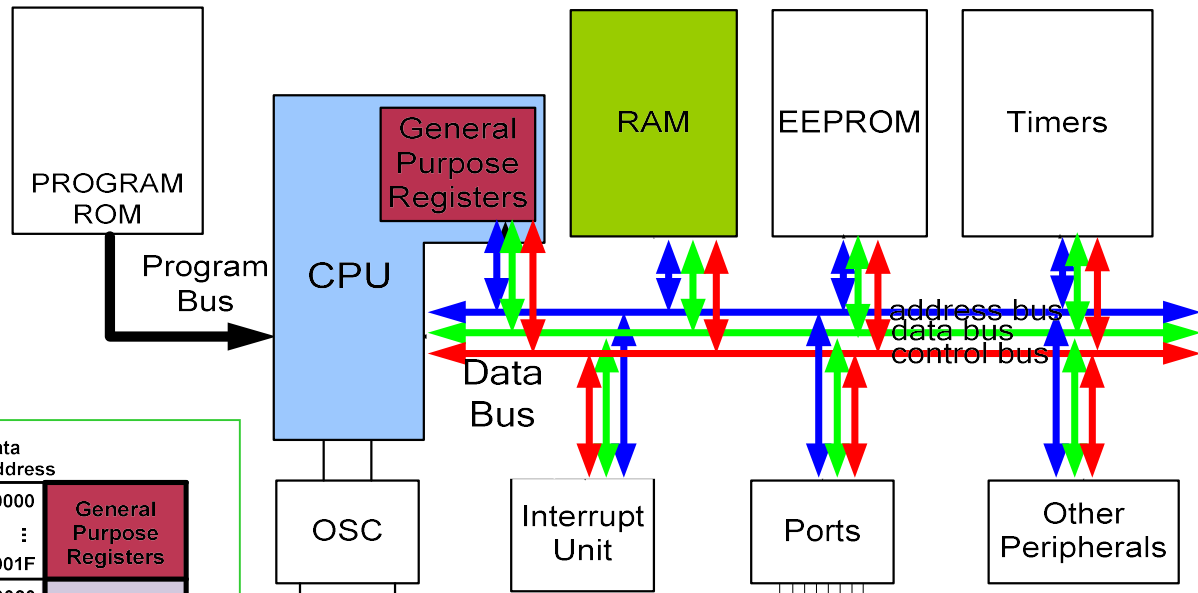 PROGRAM
ROM
Program
Bus
CPU
General
Purpose
Registers
RAM
EEPROM
Timers
address bus
data bus
control bus
Data
Bus
OSC
Interrupt
Unit
Ports
Other
Peripherals
General
Purpose
Registers